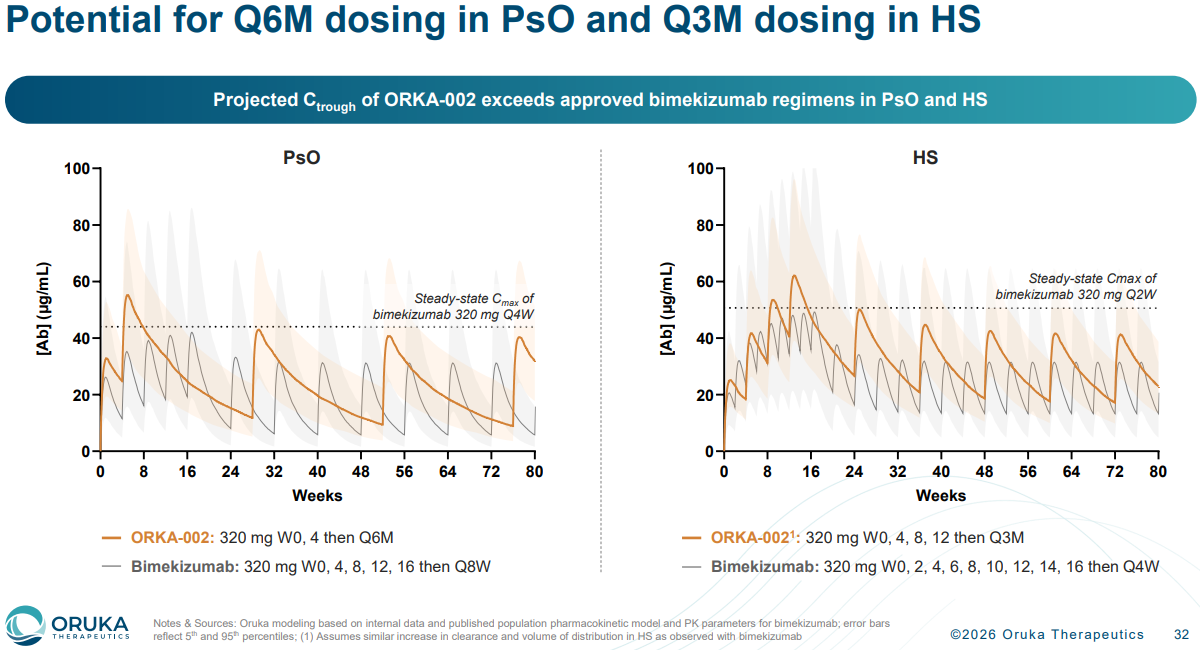 Potential for Q6M dosing in PsO and Q3M dosing in HS
Projected Ctrough of ORKA-002 exceeds approved bimekizumab regimens in PsO and HS
PsO
[Ab] (µg/mL)
100
80
60
40
20
0
Steady-state Cmax of
bimekizumab 320 mg Q4W
0 8 16 24 32 40 48 56 64 72 80
Weeks
ORKA-002: 320 mg W0, 4 then Q6M
Bimekizumab: 320 mg W0, 4, 8, 12, 16 then Q8W
HS
[Ab] (µg/mL)
100
80
60
40
20
0
Steady-state Cmax of
bimekizumab 320 mg Q2W
0 8 16 24 32 40 48 56 64 72 80
Weeks
ORKA-002¹: 320 mg W0, 4, 8, 12 then Q3M
Bimekizumab: 320 mg W0, 2, 4, 6, 8, 10, 12, 14, 16 then Q4W
ORUKA
THERAPEUTICS
Notes & Sources: Oruka modeling based on internal data and published population pharmacokinetic model and PK parameters for bimekizumab; error bars
reflect 5th and 95th percentiles; (1) Assumes similar increase in clearance and volume of distribution in HS as observed with bimekizumab
©2026 Oruka Therapeutics
32